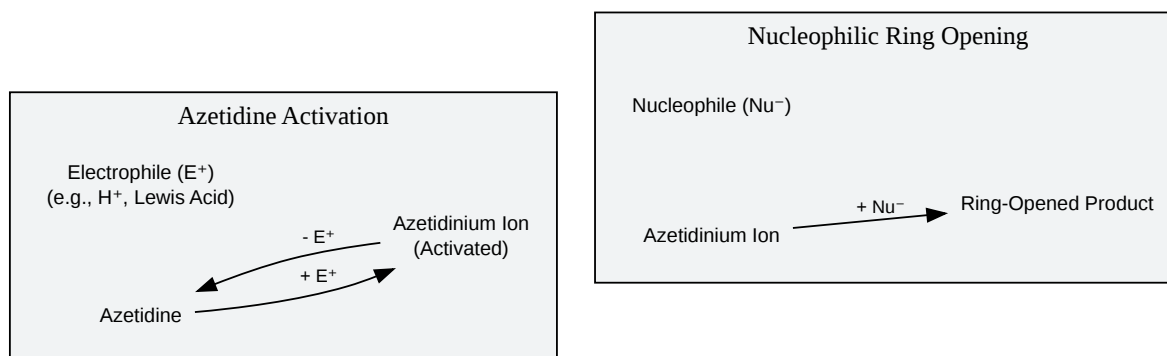 Azetidine Activation
Electrophile (E⁺)
(e.g., H⁺, Lewis Acid)
Azetidinium Ion
(Activated)
- E⁺
+ E⁺
Azetidine
Nucleophilic Ring Opening
Nucleophile (Nu⁻)
+ Nu⁻
Ring-Opened Product
Azetidinium Ion